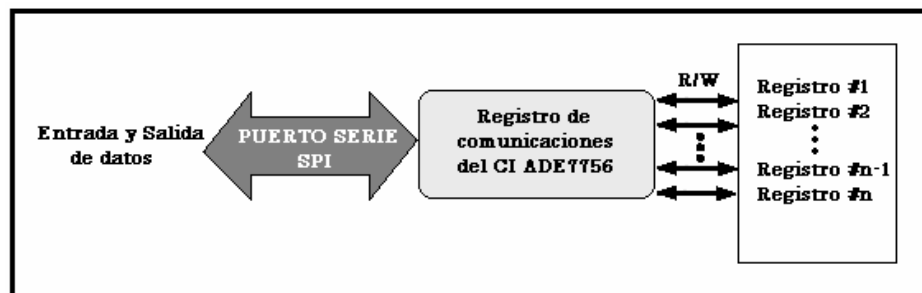 Entrada y Salida
de datos
PUERTO SERIE
SPI
Registro de
comunicaciones
del CI ADE7756
R/W
Registro #1
Registro #2
Registro #n-1
Registro #n